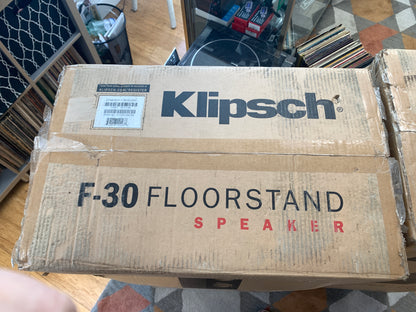 Klipsch®
F-30 FLOORSTAND
SPEAKER